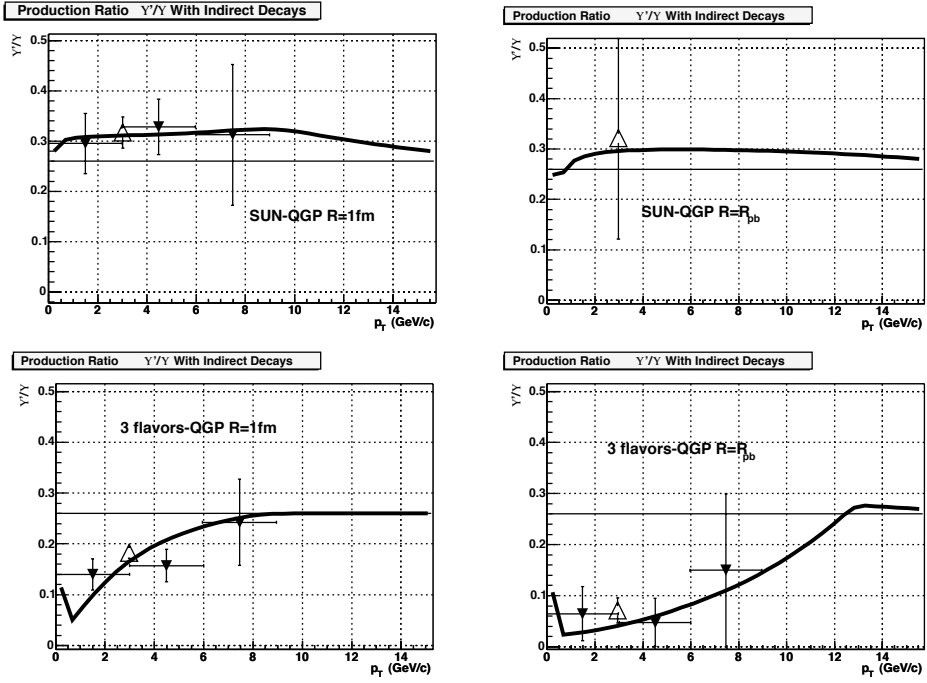 Production Ratio ϒ'/ϒ With Indirect Decays
ϒ'/ϒ
0.5
0.4
0.3
0.2
0.1
0
SUN-QGP R=1fm
0 2 4 6 8 10 12 14
p_T (GeV/c)
Production Ratio ϒ'/ϒ With Indirect Decays
ϒ'/ϒ
0.5
0.4
0.3
0.2
0.1
0
SUN-QGP R=R_pb
0 2 4 6 8 10 12 14
p_T (GeV/c)
Production Ratio ϒ'/ϒ With Indirect Decays
ϒ'/ϒ
0.5
0.4
0.3
0.2
0.1
0
3 flavors-QGP R=1fm
0 2 4 6 8 10 12 14
p_T (GeV/c)
Production Ratio ϒ'/ϒ With Indirect Decays
ϒ'/ϒ
0.5
0.4
0.3
0.2
0.1
0
3 flavors-QGP R=R_pb
0 2 4 6 8 10 12 14
p_T (GeV/c)